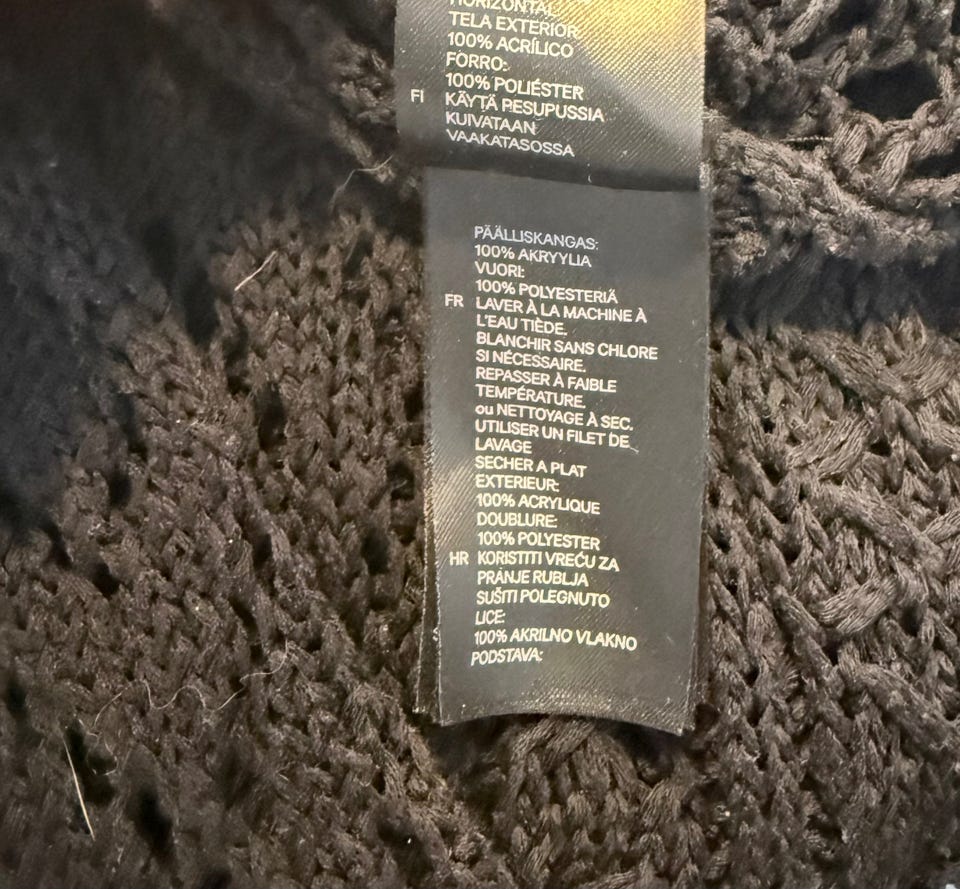 HORIZONTAL.
TELA EXTERIOR
100% ACRÍLICO
FORRO:
100% POLIÉSTER
FI KÄYTÄ PESUPUSSIA
KUIVATAAN
VAAKATASOSSA
PÄÄLLISKANGAS:
100% AKRYYLIA
VUORI:
100% POLYESTERIÄ
FR LAVER À LA MACHINE À
L'EAU TIÈDE.
BLANCHIR SANS CHLORE
SI NÉCESSAIRE.
REPASSER À FAIBLE
TEMPÉRATURE.
ou NETTOYAGE À SEC.
UTILISER UN FILET DE
LAVAGE
SECHER A PLAT
EXTERIEUR:
100% ACRYLIQUE
DOUBLURE:
100% POLYESTER
HR KORISTITI VREĆU ZA
PRANJE RUBLJA
SUŠITI POLEGNUTO
LICE:
100% AKRILNO VLAKNO
PODSTAVA: